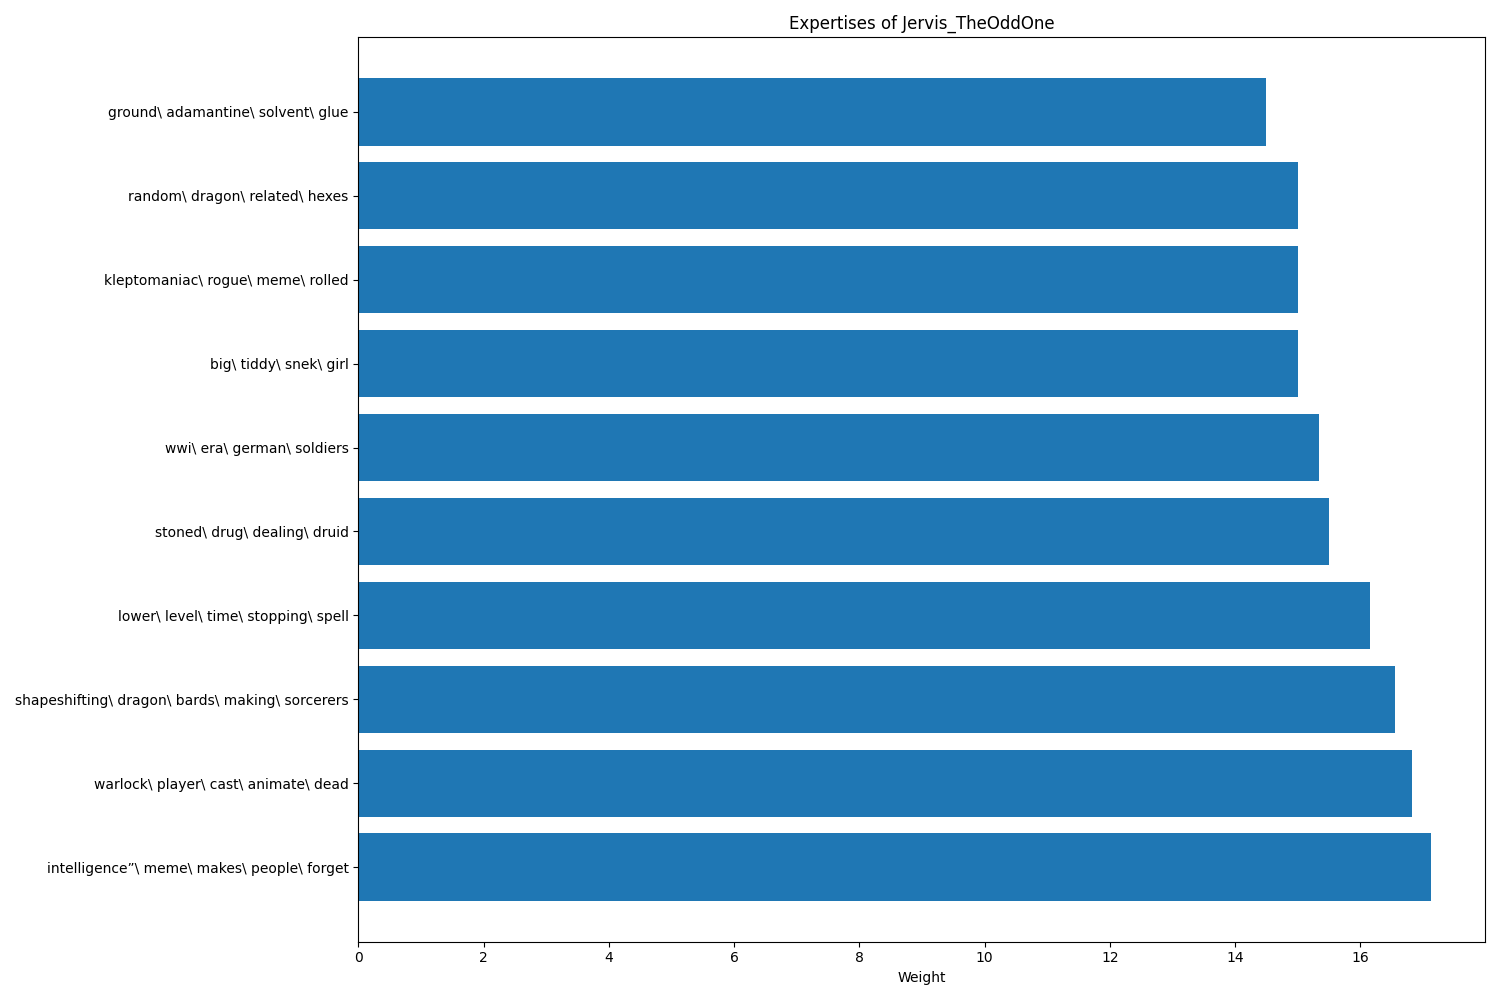 Expertises of Jervis_TheOddOne
ground\ adamantine\ solvent\ glue
random\ dragon\ related\ hexes
kleptomaniac\ rogue\ meme\ rolled
big\ tiddy\ snek\ girl
wwi\ era\ german\ soldiers
stoned\ drug\ dealing\ druid
lower\ level\ time\ stopping\ spell
shapeshifting\ dragon\ bards\ making\ sorcerers
warlock\ player\ cast\ animate\ dead
intelligence”\ meme\ makes\ people\ forget
0 2 4 6 8 10 12 14 16
Weight